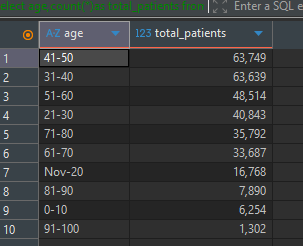 select age,count(*)as total_patients from
Enter a SQL e
A-Z age 123 total_patients
1 41-50 63,749
2 31-40 63,639
3 51-60 48,514
4 21-30 40,843
5 71-80 35,792
6 61-70 33,687
7 Nov-20 16,768
8 81-90 7,890
9 0-10 6,254
10 91-100 1,302